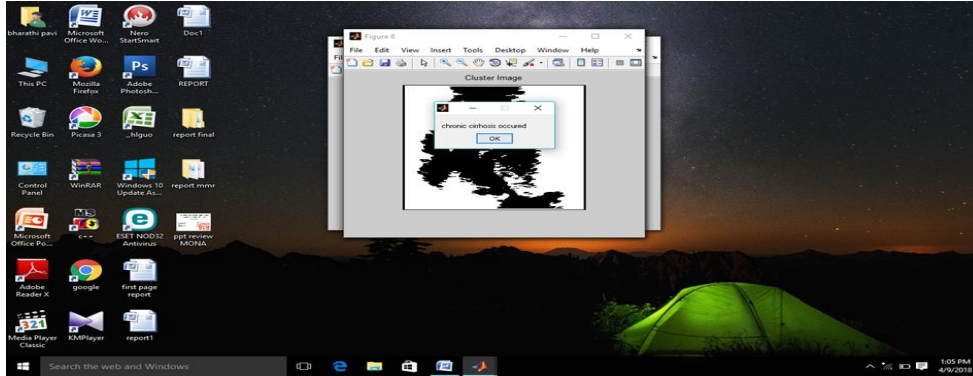 bharathi pavi
Microsoft Office Wo...
Nero StartSmart
Doc1
This PC
Mozilla Firefox
Adobe Photosh...
REPORT
Recycle Bin
Picasa 3
_hlguo
report final
Control Panel
WinRAR
Windows 10 Update As...
report mmr
Microsoft Office Po...
c++
ESET NOD32 Antivirus
ppt review MONA
Adobe Reader X
google
first page report
Media Player Classic
KMPlayer
report1
Figure 8
File Edit View Insert Tools Desktop Window Help
Cluster Image
chronic cirrhosis occured
OK
Search the web and Windows
1:05 PM
4/9/2018